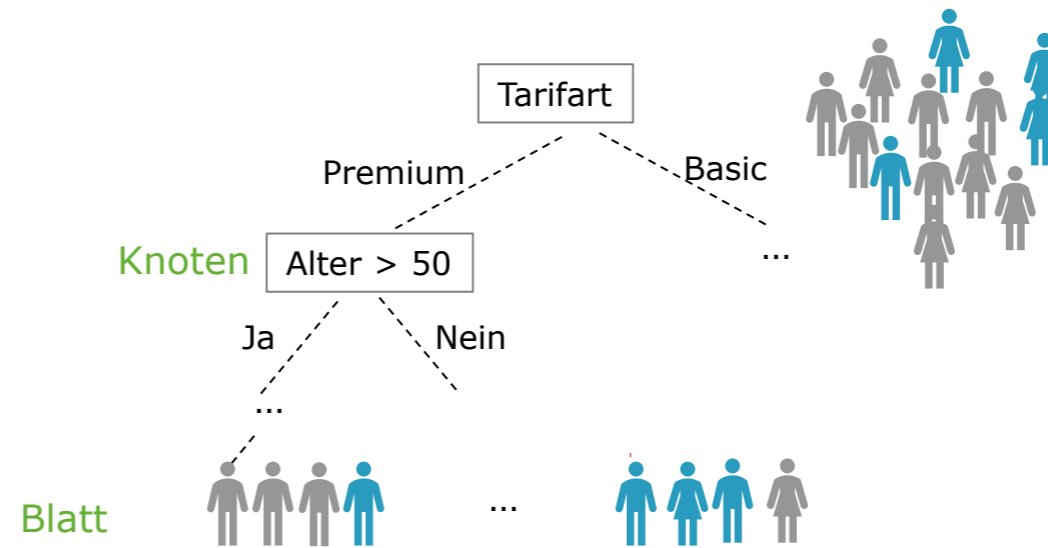 Tarifart
Premium
Basic
Knoten
Alter > 50
...
Ja
Nein
...
Blatt
...